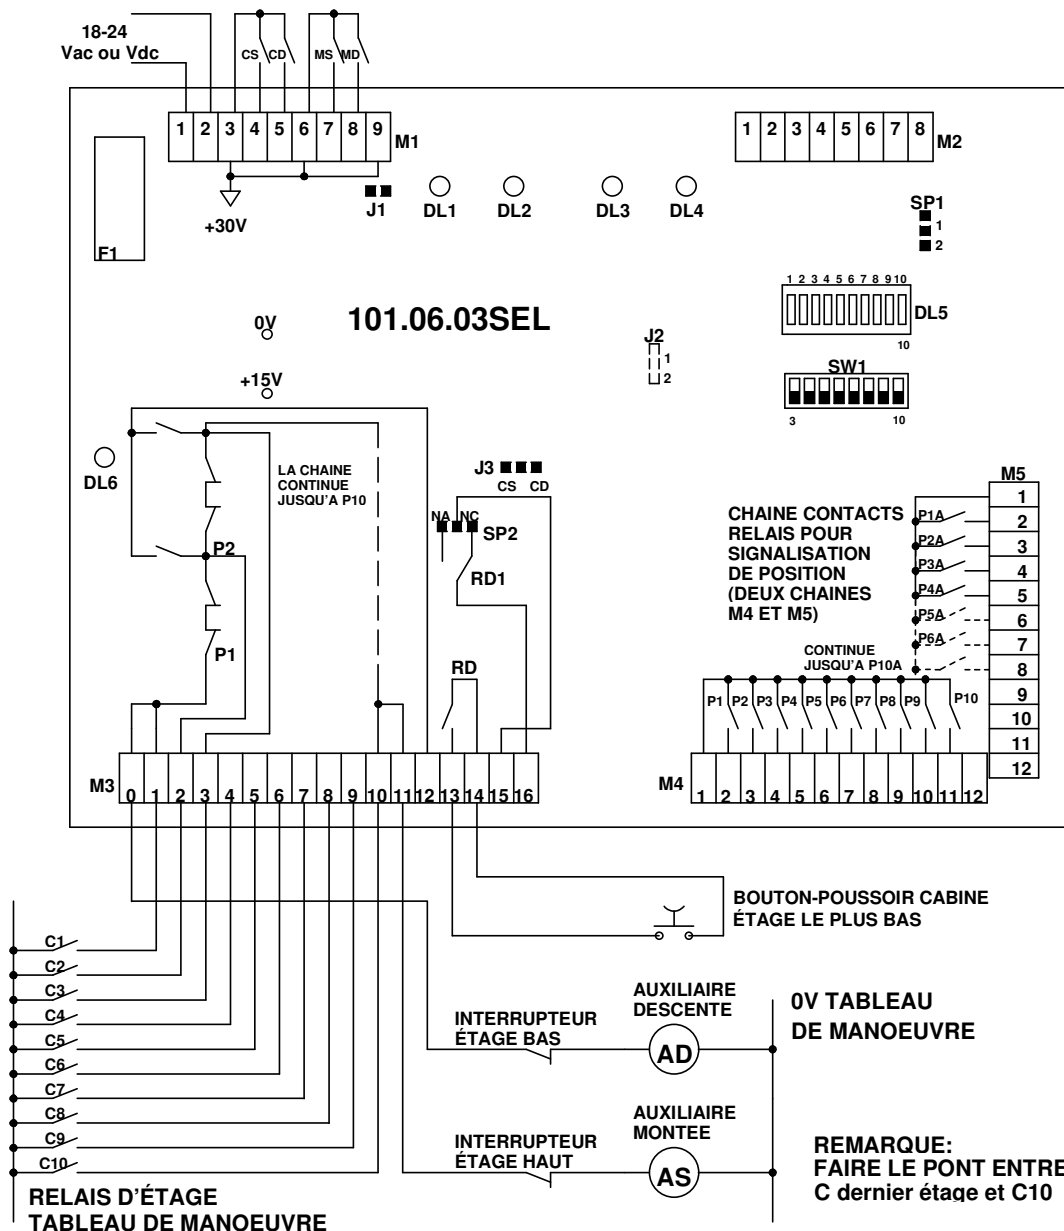 18-24
Vac ou Vdc
CS CD MS MD
1 2 3 4 5 6 7 8 9
M1
1 2 3 4 5 6 7 8
M2
F1
+30V
J1
DL1
DL2
DL3
DL4
SP1
1
2
1 2 3 4 5 6 7 8 9 10
DL5
10
0V
101.06.03SEL
J2
1
2
SW1
3 10
+15V
DL6
LA CHAINE
CONTINUE
JUSQU'A P10
J3
CS CD
NA NC
SP2
RD1
P2
P1
RD
CHAINE CONTACTS
RELAIS POUR
SIGNALISATION
DE POSITION
(DEUX CHAINES
M4 ET M5)
M5
1
P1A 2
P2A 3
P3A 4
P4A 5
P5A 6
P6A 7
8
9
10
11
12
CONTINUE
JUSQU'A P10A
P1 P2 P3 P4 P5 P6 P7 P8 P9 P10
M3
0 1 2 3 4 5 6 7 8 9 10 11 12 13 14 15 16
M4
1 2 3 4 5 6 7 8 9 10 11 12
BOUTON-POUSSOIR CABINE
ÉTAGE LE PLUS BAS
C1
C2
C3
C4
C5
C6
C7
C8
C9
C10
INTERRUPTEUR
ÉTAGE BAS
AUXILIAIRE
DESCENTE
AD
0V TABLEAU
DE MANOEUVRE
INTERRUPTEUR
ÉTAGE HAUT
AUXILIAIRE
MONTEE
AS
REMARQUE:
FAIRE LE PONT ENTRE
C dernier étage et C10
RELAIS D'ÉTAGE
TABLEAU DE MANOEUVRE